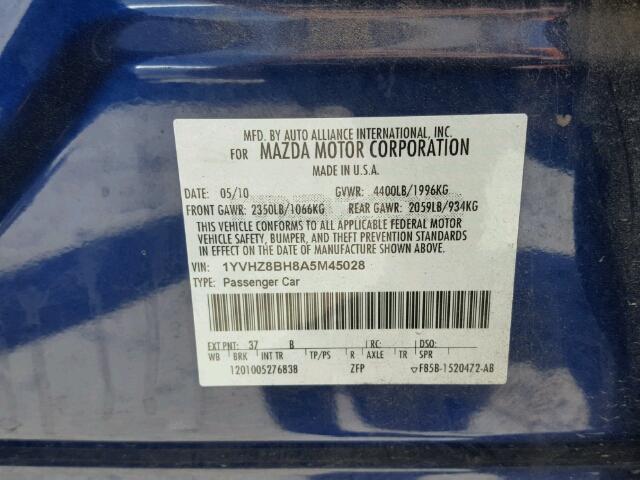 MFD. BY AUTO ALLIANCE INTERNATIONAL, INC.
FOR MAZDA MOTOR CORPORATION
MADE IN U.S.A.
DATE: 05/10 GVWR: 4400LB/1996KG
FRONT GAWR: 2350LB/1066KG REAR GAWR: 2059LB/934KG
THIS VEHICLE CONFORMS TO ALL APPLICABLE FEDERAL MOTOR
VEHICLE SAFETY, BUMPER, AND THEFT PREVENTION STANDARDS
IN EFFECT ON THE DATE OF MANUFACTURE SHOWN ABOVE.
VIN: 1YVHZ8BH8A5M45028
TYPE: Passenger Car
EXT PNT: 37 B RC: DSO:
WB BRK INT TR TP/PS R AXLE TR SPR
1201005276838 ZFP ▽F85B-1520472-AB